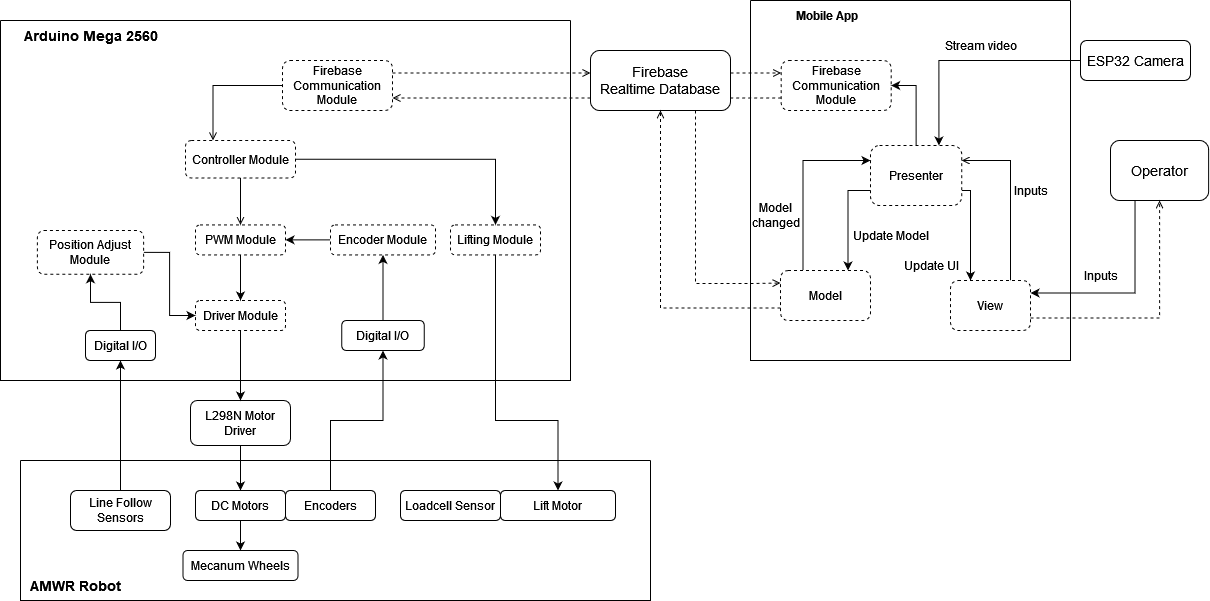 Mobile App
Arduino Mega 2560
Stream video
ESP32 Camera
Firebase
Communication
Module
Firebase
Realtime Database
Firebase
Communication
Module
Controller Module
Presenter
Operator
Inputs
Model
changed
PWM Module
Encoder Module
Lifting Module
Position Adjust
Module
Update Model
Update UI
Inputs
Model
View
Driver Module
Digital I/O
Digital I/O
L298N Motor
Driver
Line Follow
Sensors
DC Motors
Encoders
Loadcell Sensor
Lift Motor
Mecanum Wheels
AMWR Robot